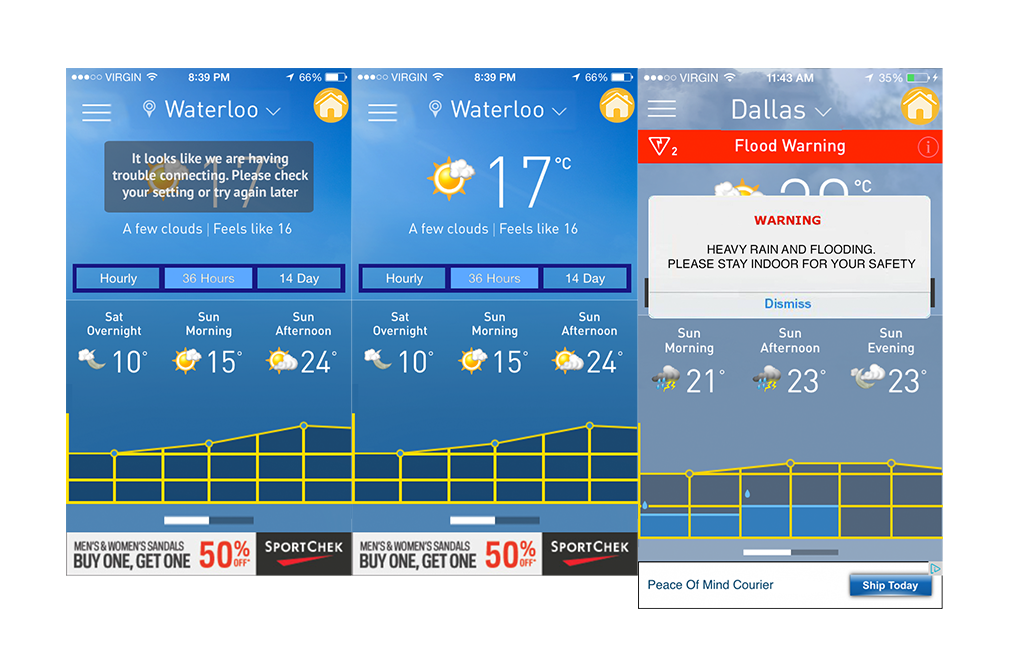 VIRGIN 8:39 PM 66%
Waterloo
It looks like we are having
trouble connecting. Please check
your setting or try again later
17
A few clouds | Feels like 16
Hourly 36 Hours 14 Day
Sat Overnight Sun Morning Sun Afternoon
10° 15° 24°
MEN'S & WOMEN'S SANDALS
BUY ONE, GET ONE 50% OFF*
SPORTCHEK
VIRGIN 8:39 PM 66%
Waterloo
17°C
A few clouds | Feels like 16
Hourly 36 Hours 14 Day
Sat Overnight Sun Morning Sun Afternoon
10° 15° 24°
MEN'S & WOMEN'S SANDALS
BUY ONE, GET ONE 50% OFF*
SPORTCHEK
VIRGIN 11:43 AM 35%
Dallas
2 Flood Warning i
°C
WARNING
HEAVY RAIN AND FLOODING.
PLEASE STAY INDOOR FOR YOUR SAFETY
Dismiss
Sun Morning Sun Afternoon Sun Evening
21° 23° 23°
Peace Of Mind Courier Ship Today